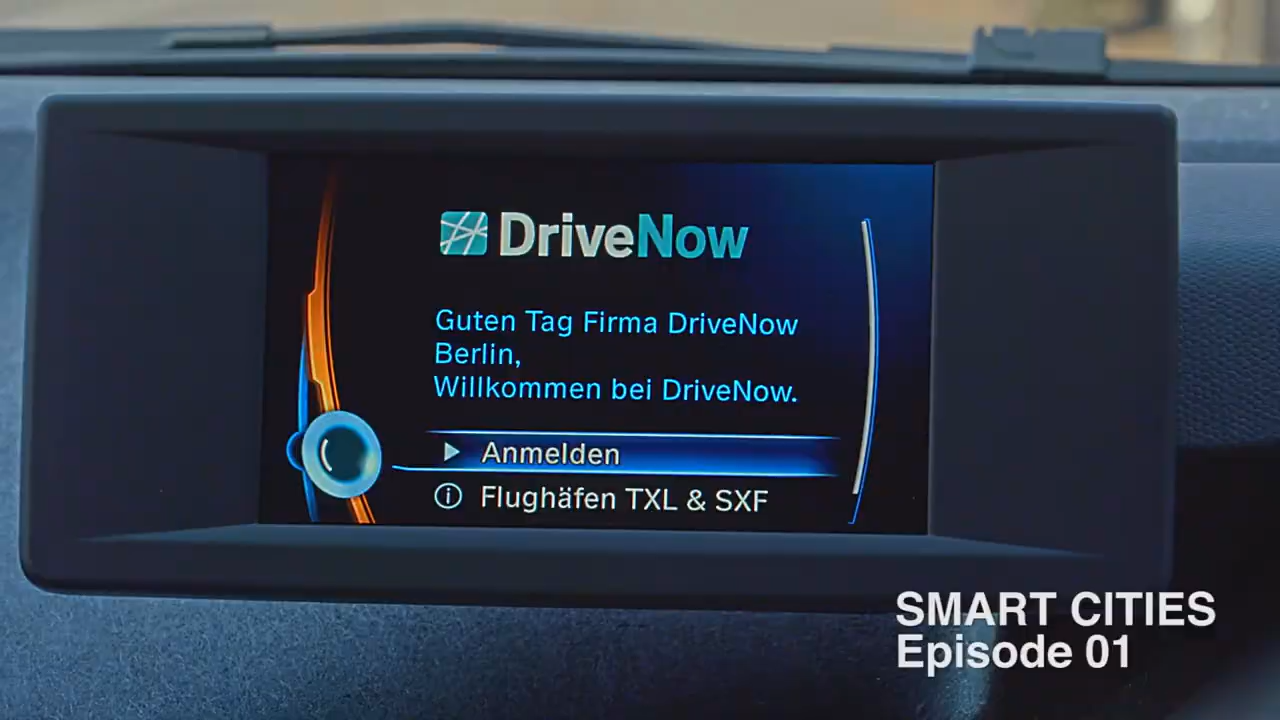 DriveNow
Guten Tag Firma DriveNow
Berlin,
Willkommen bei DriveNow.
Anmelden
Flughäfen TXL & SXF
SMART CITIES
Episode 01